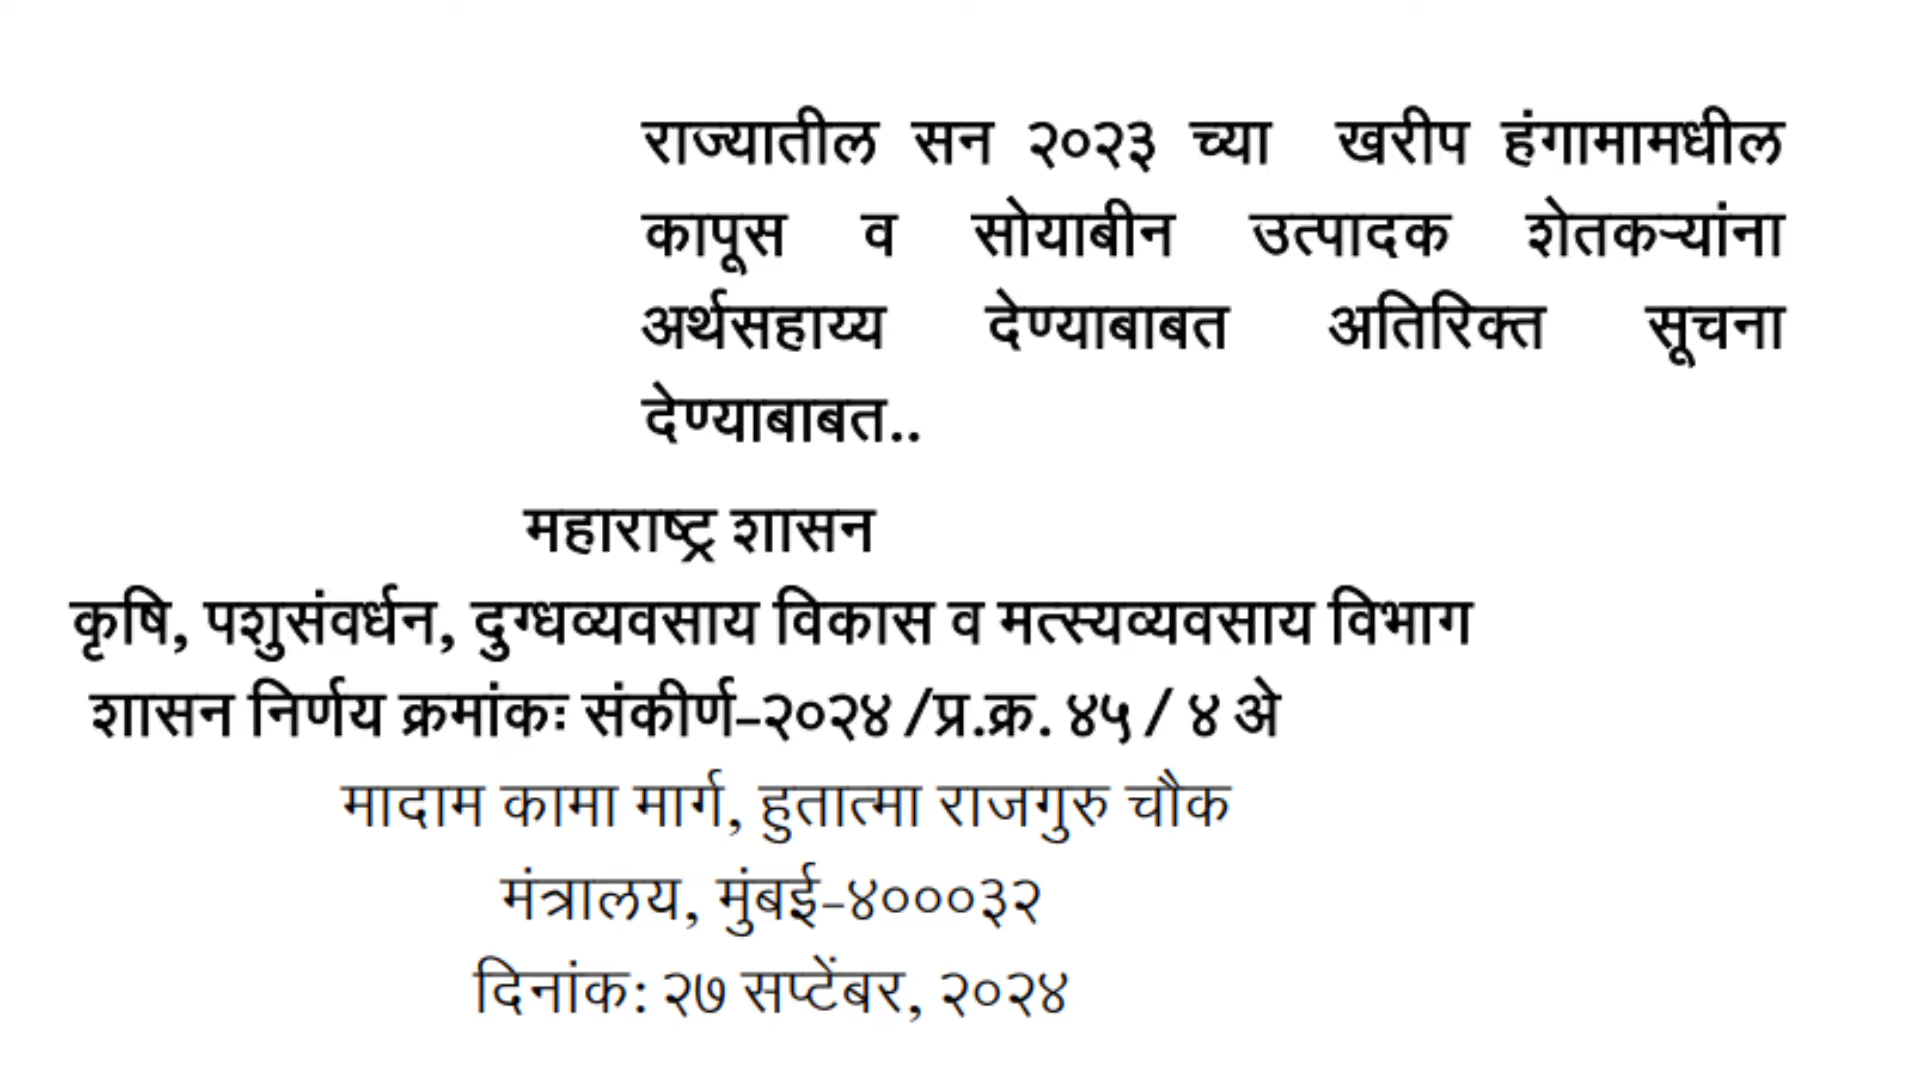 राज्यातील सन २०२३ च्या खरीप हंगामामधील
कापूस व सोयाबीन उत्पादक शेतकऱ्यांना
अर्थसहाय्य देण्याबाबत अतिरिक्त सूचना
देण्याबाबत..
महाराष्ट्र शासन
कृषि, पशुसंवर्धन, दुग्धव्यवसाय विकास व मत्स्यव्यवसाय विभाग
शासन निर्णय क्रमांकः संकीर्ण-२०२४ /प्र.क्र. ४५ / ४ अे
मादाम कामा मार्ग, हुतात्मा राजगुरु चौक
मंत्रालय, मुंबई-४०००३२
दिनांक: २७ सप्टेंबर, २०२४